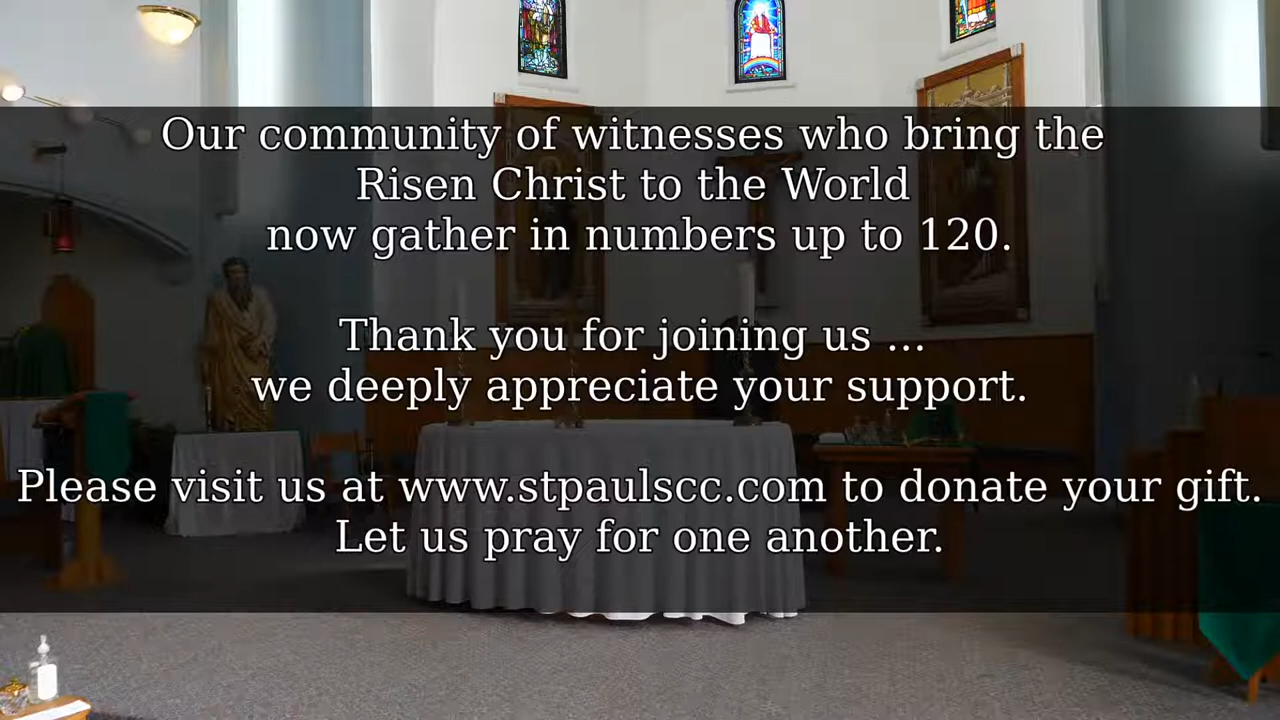 Our community of witnesses who bring the
Risen Christ to the World
now gather in numbers up to 120.
Thank you for joining us ...
we deeply appreciate your support.
Please visit us at www.stpaulscc.com to donate your gift.
Let us pray for one another.